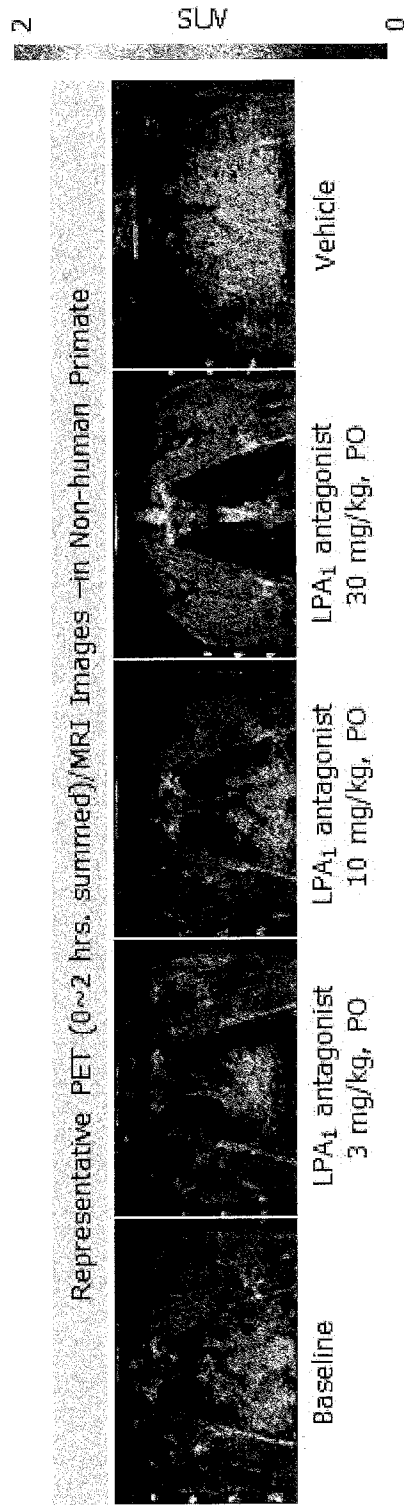 Representative PET (0~2 hrs. summed)/MRI Images –in Non-human Primate
2
SUV
0
Baseline
LPA₁ antagonist
3 mg/kg, PO
LPA₁ antagonist
10 mg/kg, PO
LPA₁ antagonist
30 mg/kg, PO
Vehicle